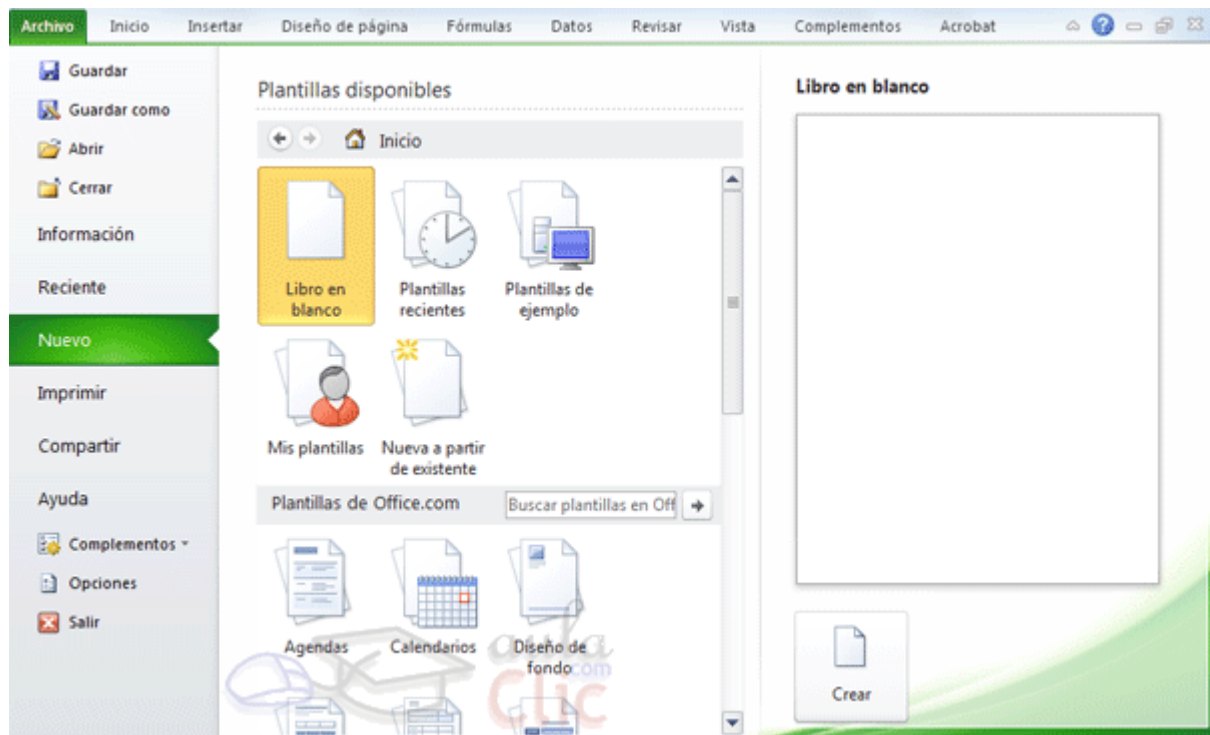 Archivo Inicio Insertar Diseño de página Fórmulas Datos Revisar Vista Complementos Acrobat
Guardar
Guardar como
Abrir
Cerrar
Información
Reciente
Nuevo
Imprimir
Compartir
Ayuda
Complementos
Opciones
Salir
Plantillas disponibles
Inicio
Libro en
blanco
Plantillas
recientes
Plantillas de
ejemplo
Mis plantillas
Nueva a partir
de existente
Plantillas de Office.com
Buscar plantillas en Off
Agendas
Calendarios
Diseño de
fondo
aula
.com
Clic
Libro en blanco
Crear